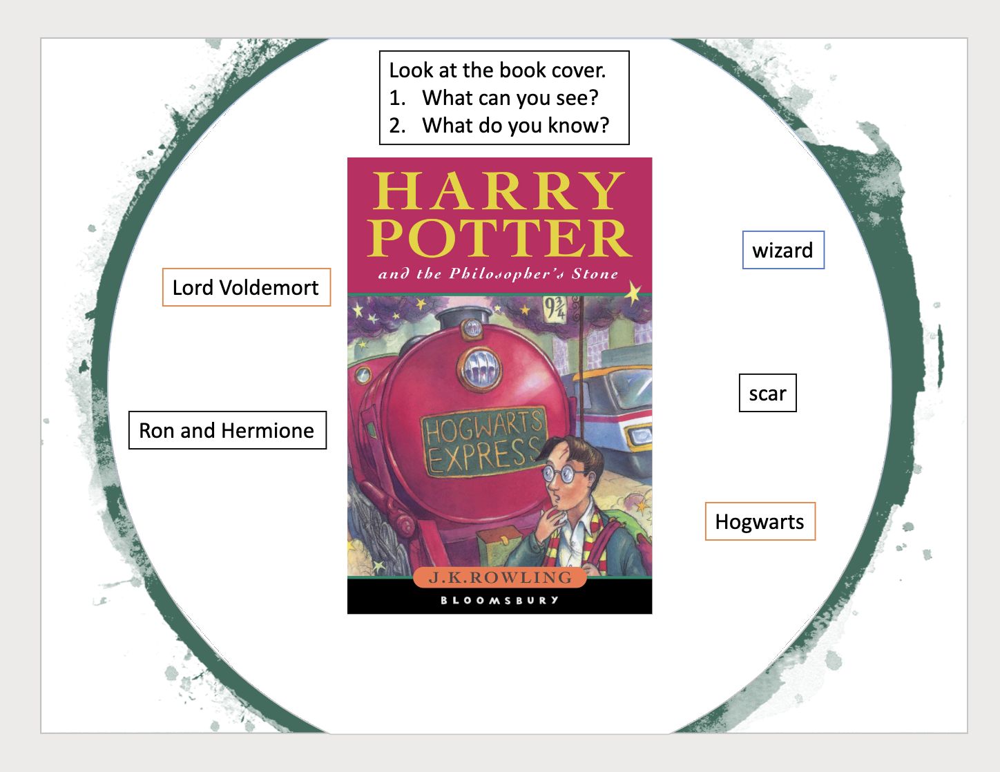 Look at the book cover.
1. What can you see?
2. What do you know?
HARRY
POTTER
and the Philosopher's Stone
9¾
wizard
Lord Voldemort
scar
HOGWARTS
EXPRESS
Ron and Hermione
Hogwarts
J.K.ROWLING
BLOOMSBURY